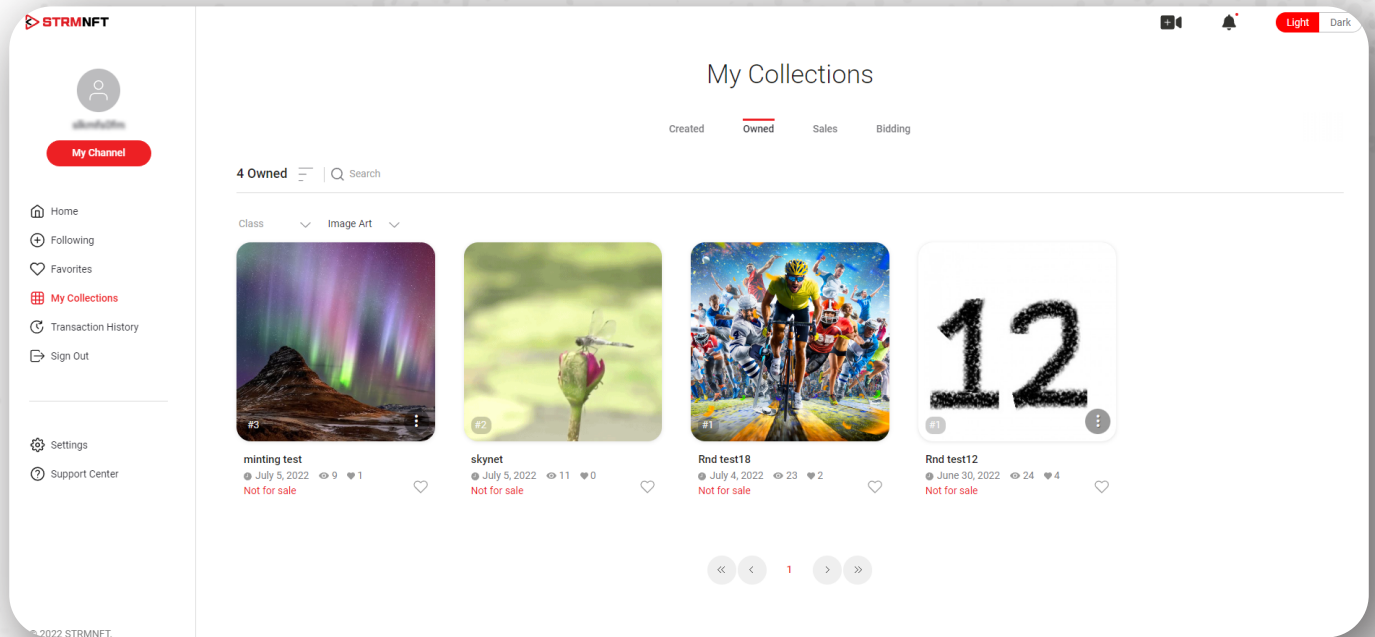 STRMNFT
Light Dark
My Channel
Home
Following
Favorites
My Collections
Transaction History
Sign Out
Settings
Support Center
© 2022 STRMNFT.
My Collections
Created Owned Sales Bidding
4 Owned Search
Class Image Art
#3
minting test
July 5, 2022 9 1
Not for sale
#2
skynet
July 5, 2022 11 0
Not for sale
#1
Rnd test18
July 4, 2022 23 2
Not for sale
12
#1
Rnd test12
June 30, 2022 24 4
Not for sale
« ‹ 1 › »